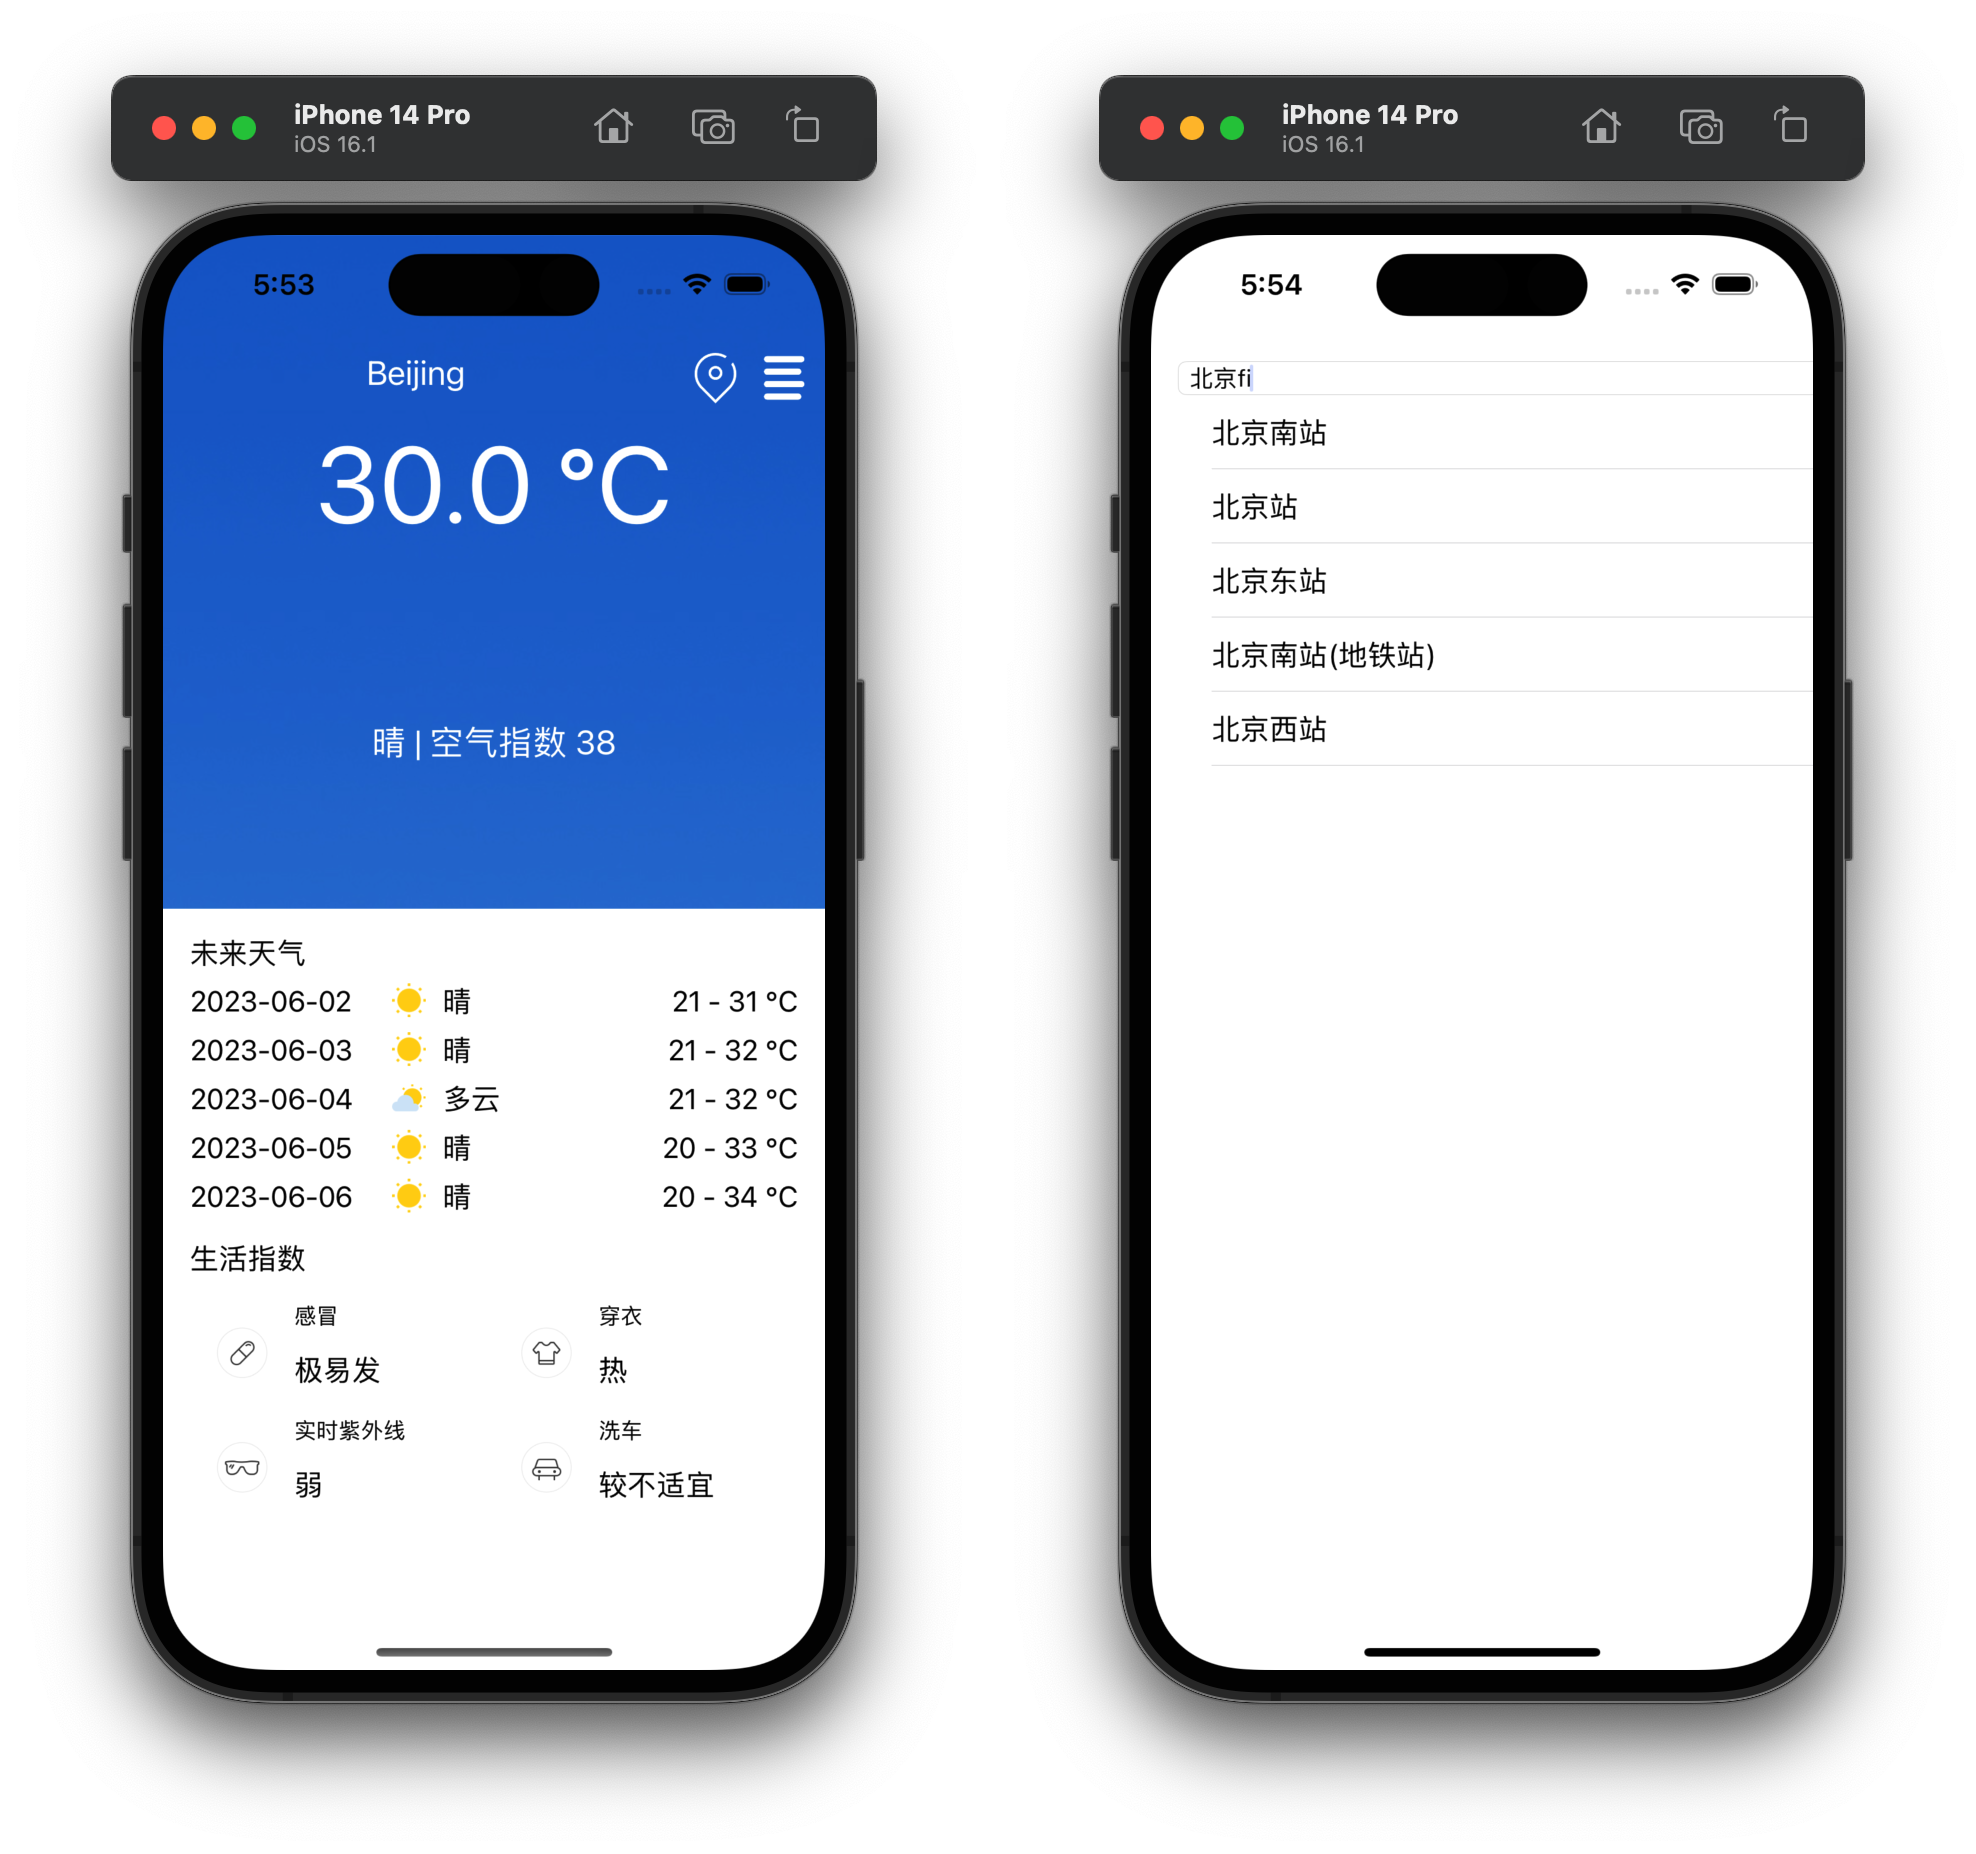 iPhone 14 Pro
iOS 16.1
5:53
Beijing
30.0 °C
晴 | 空气指数 38
未来天气
2023-06-02 晴 21 - 31 °C
2023-06-03 晴 21 - 32 °C
2023-06-04 多云 21 - 32 °C
2023-06-05 晴 20 - 33 °C
2023-06-06 晴 20 - 34 °C
生活指数
感冒 穿衣
极易发 热
实时紫外线 洗车
弱 较不适宜
iPhone 14 Pro
iOS 16.1
5:54
北京fi
北京南站
北京站
北京东站
北京南站(地铁站)
北京西站